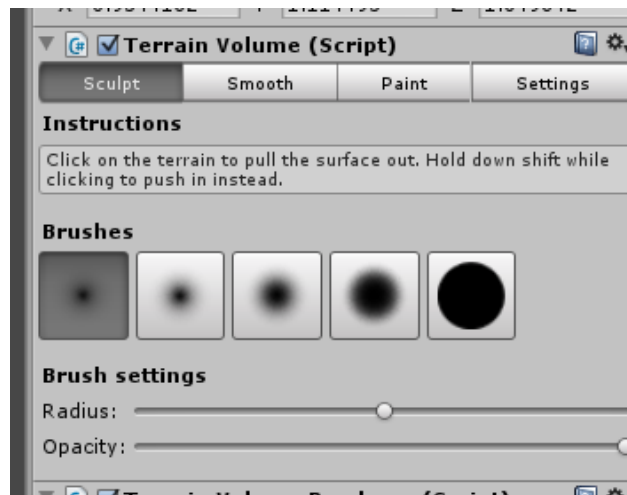 Terrain Volume (Script)
Sculpt Smooth Paint Settings
Instructions
Click on the terrain to pull the surface out. Hold down shift while
clicking to push in instead.
Brushes
Brush settings
Radius:
Opacity: